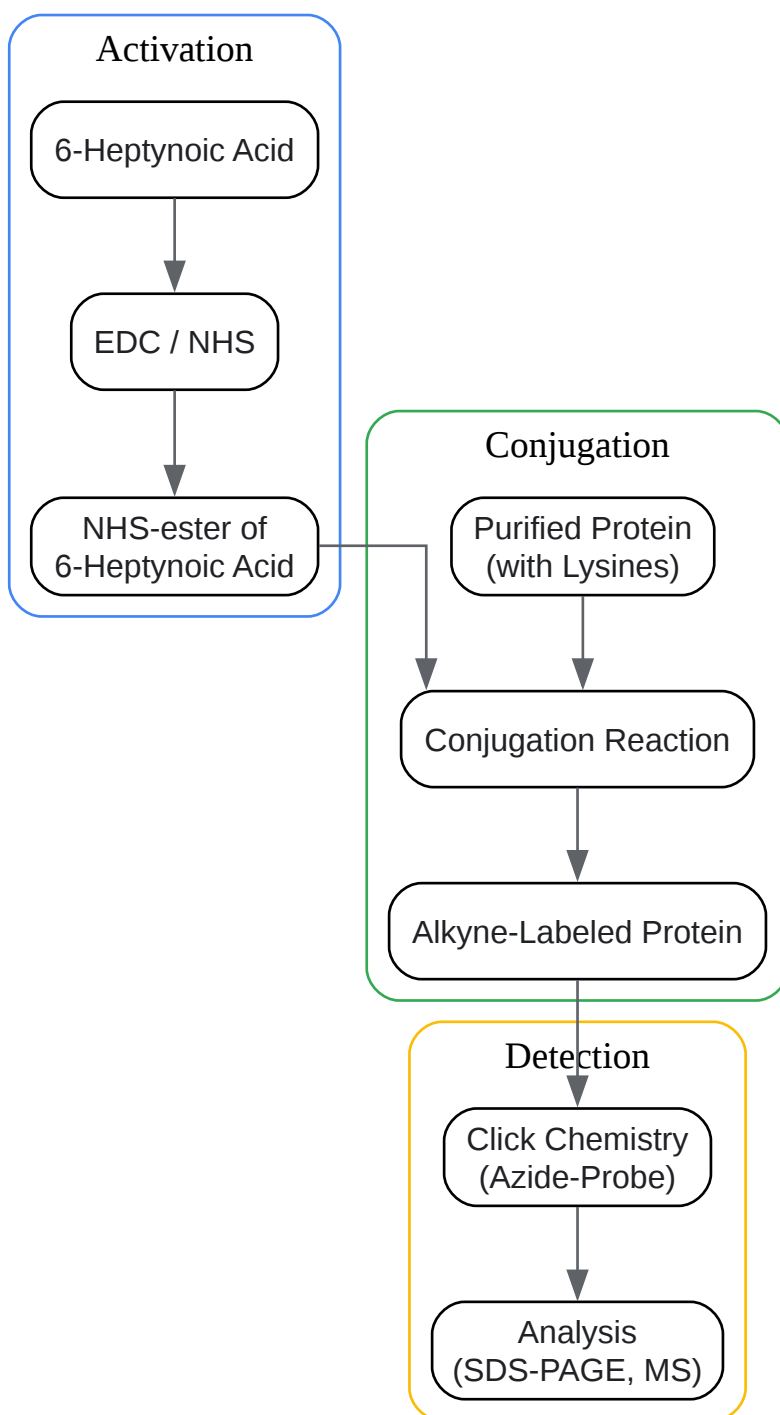 Activation
6-Heptynoic Acid
EDC / NHS
NHS-ester of
6-Heptynoic Acid
Conjugation
Purified Protein
(with Lysines)
Conjugation Reaction
Alkyne-Labeled Protein
Detection
Click Chemistry
(Azide-Probe)
Analysis
(SDS-PAGE, MS)